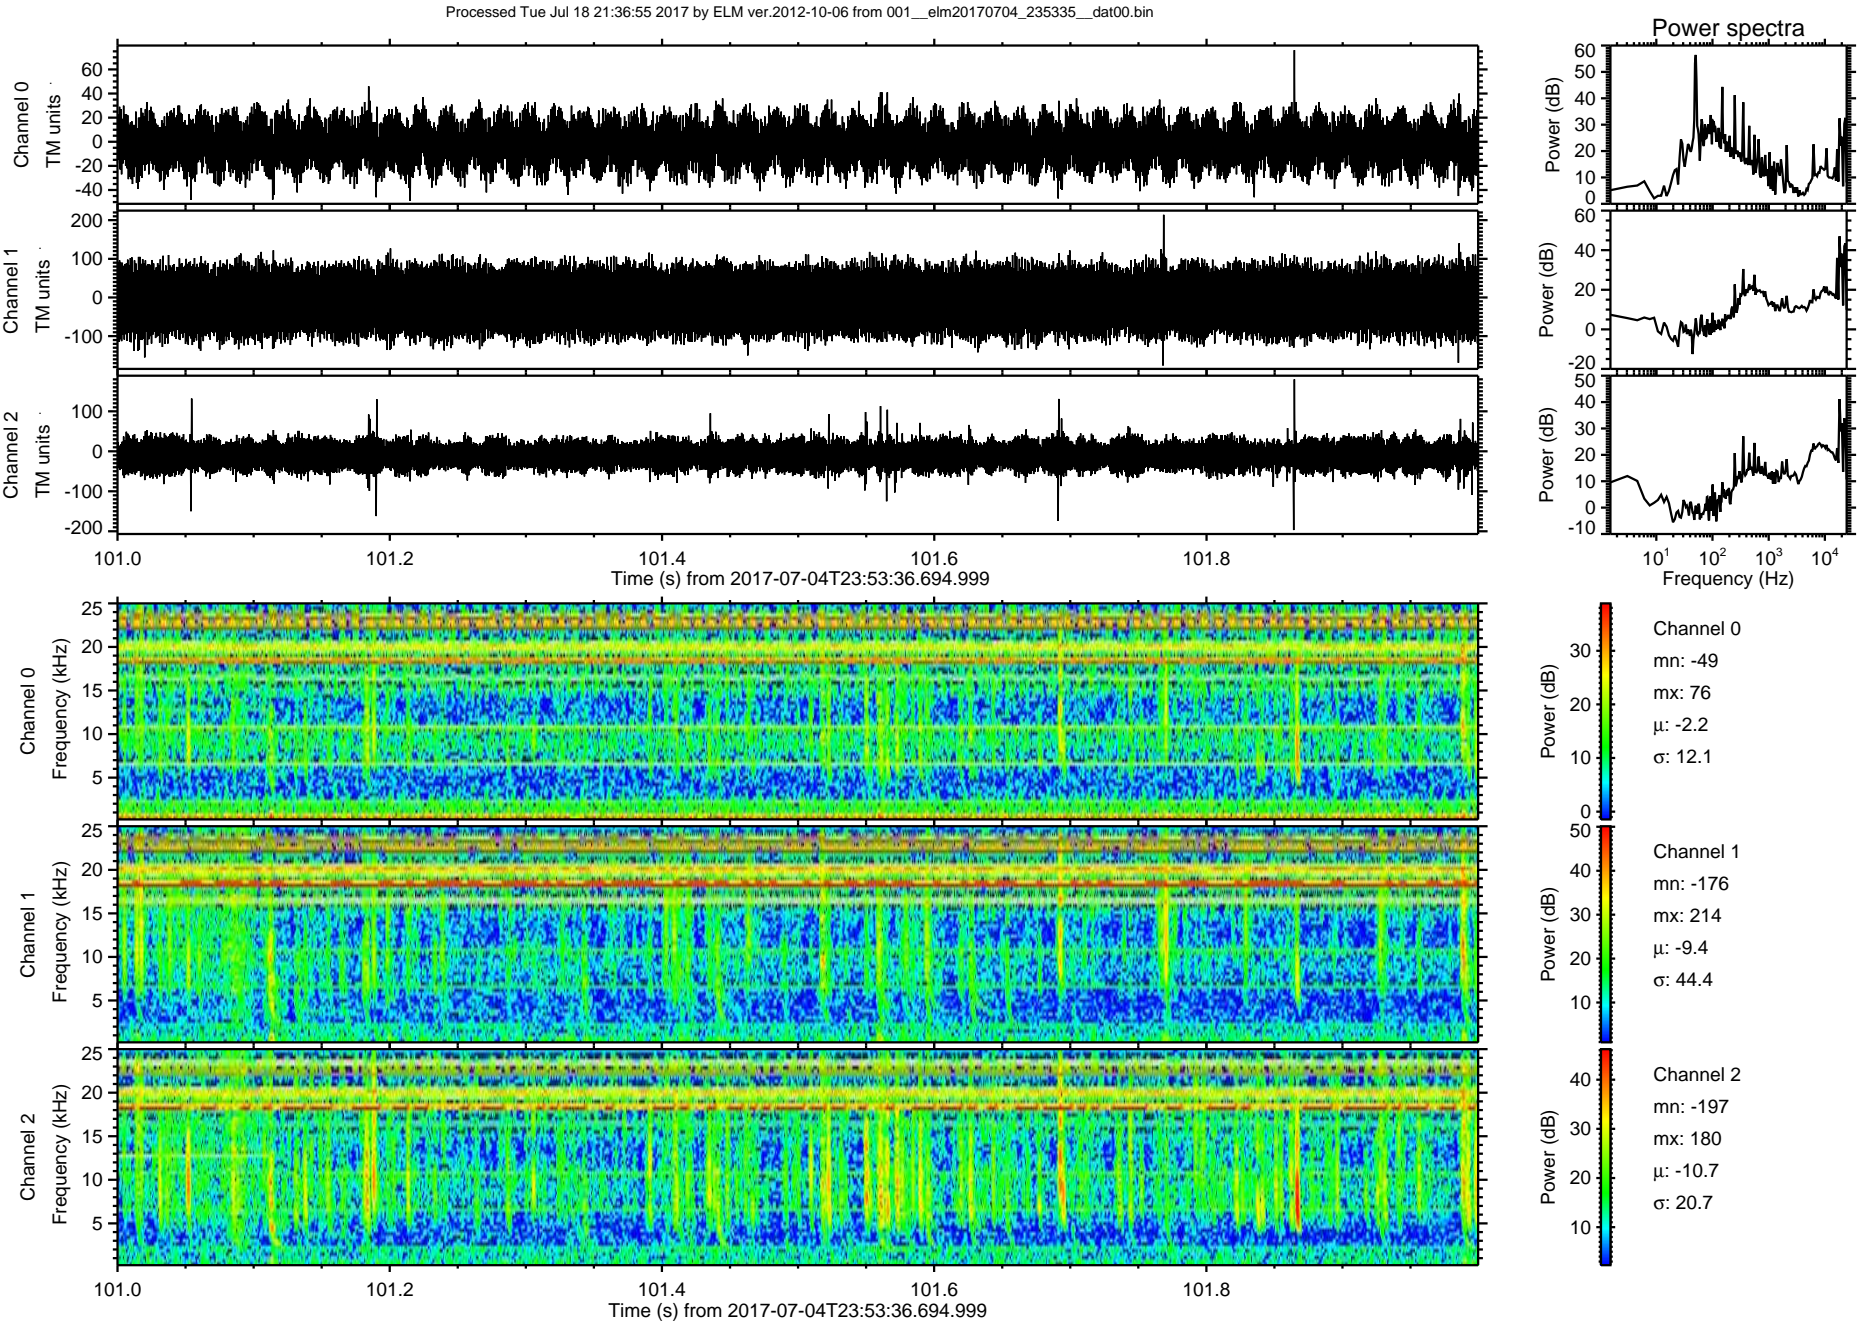 Processed Tue Jul 18 21:36:55 2017 by ELM ver.2012-10-06 from 001__elm20170704_235335__dat00.bin
Power spectra
Channel 0
TM units
60
40
20
0
-20
-40
Power (dB)
60
50
40
30
20
10
0
Channel 1
TM units
200
100
0
-100
Power (dB)
60
40
20
0
-20
Channel 2
TM units
100
0
-100
-200
Power (dB)
50
40
30
20
10
0
-10
101.0 101.2 101.4 101.6 101.8
Time (s) from 2017-07-04T23:53:36.694.999
10^1 10^2 10^3 10^4
Frequency (Hz)
Channel 0
Frequency (kHz)
25
20
15
10
5
Power (dB)
30
20
10
0
Channel 0
mn: -49
mx: 76
μ: -2.2
σ: 12.1
Channel 1
Frequency (kHz)
25
20
15
10
5
Power (dB)
50
40
30
20
10
Channel 1
mn: -176
mx: 214
μ: -9.4
σ: 44.4
Channel 2
Frequency (kHz)
25
20
15
10
5
Power (dB)
40
30
20
10
Channel 2
mn: -197
mx: 180
μ: -10.7
σ: 20.7
101.0 101.2 101.4 101.6 101.8
Time (s) from 2017-07-04T23:53:36.694.999